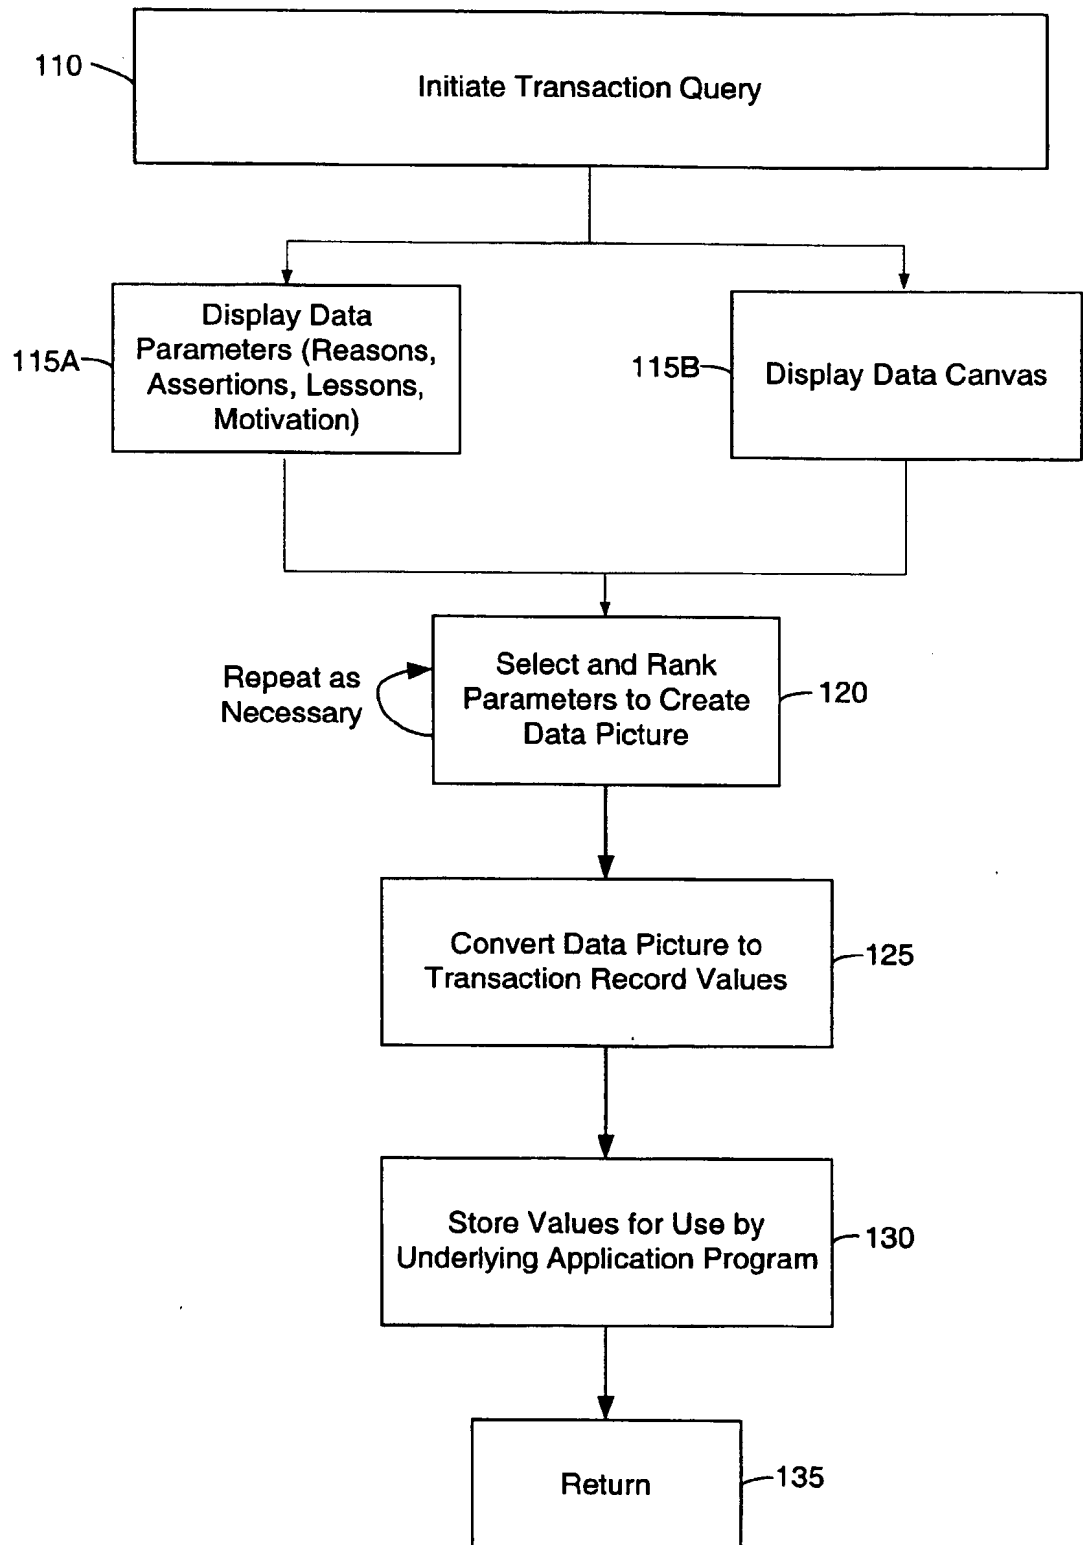 110
Initiate Transaction Query
115A
Display Data
Parameters (Reasons,
Assertions, Lessons,
Motivation)
115B
Display Data Canvas
Repeat as
Necessary
Select and Rank
Parameters to Create
Data Picture
120
Convert Data Picture to
Transaction Record Values
125
Store Values for Use by
Underlying Application Program
130
Return
135